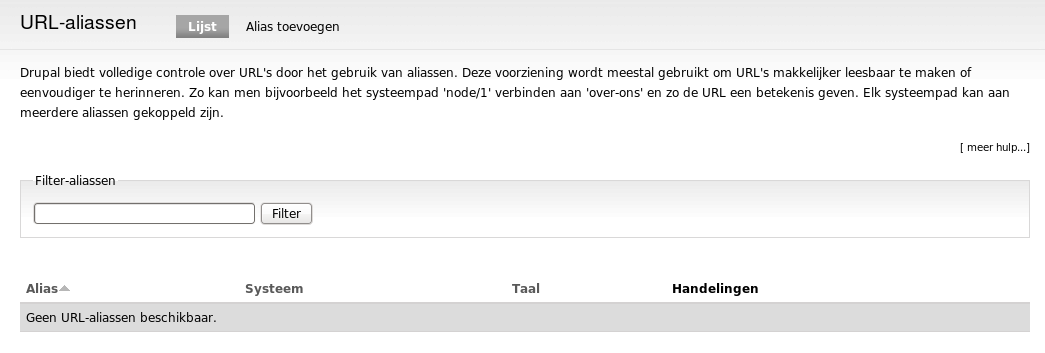 URL-aliassen Lijst Alias toevoegen
Drupal biedt volledige controle over URL's door het gebruik van aliassen. Deze voorziening wordt meestal gebruikt om URL's makkelijker leesbaar te maken of
eenvoudiger te herinneren. Zo kan men bijvoorbeeld het systeempad 'node/1' verbinden aan 'over-ons' en zo de URL een betekenis geven. Elk systeempad kan aan
meerdere aliassen gekoppeld zijn.
[ meer hulp...]
Filter-aliassen
Filter
Alias Systeem Taal Handelingen
Geen URL-aliassen beschikbaar.